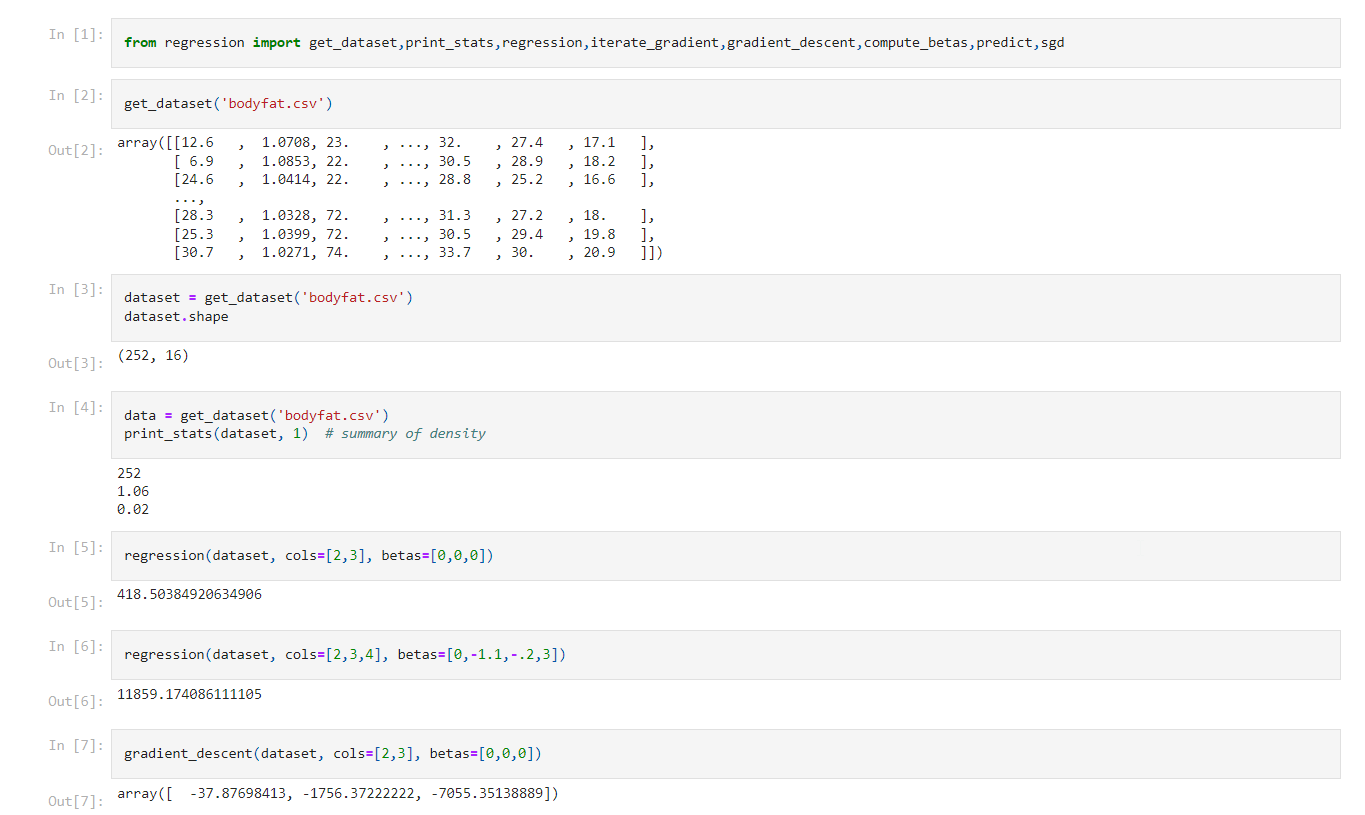 In [1]:
from regression import get_dataset,print_stats,regression,iterate_gradient,gradient_descent,compute_betas,predict,sgd
In [2]:
get_dataset('bodyfat.csv')
Out[2]:
array([[12.6   ,  1.0708, 23.    , ..., 32.    , 27.4   , 17.1   ],
       [ 6.9   ,  1.0853, 22.    , ..., 30.5   , 28.9   , 18.2   ],
       [24.6   ,  1.0414, 22.    , ..., 28.8   , 25.2   , 16.6   ],
       ...,
       [28.3   ,  1.0328, 72.    , ..., 31.3   , 27.2   , 18.    ],
       [25.3   ,  1.0399, 72.    , ..., 30.5   , 29.4   , 19.8   ],
       [30.7   ,  1.0271, 74.    , ..., 33.7   , 30.    , 20.9   ]])
In [3]:
dataset = get_dataset('bodyfat.csv')
dataset.shape
Out[3]:
(252, 16)
In [4]:
data = get_dataset('bodyfat.csv')
print_stats(dataset, 1)  # summary of density
252
1.06
0.02
In [5]:
regression(dataset, cols=[2,3], betas=[0,0,0])
Out[5]:
418.50384920634906
In [6]:
regression(dataset, cols=[2,3,4], betas=[0,-1.1,-.2,3])
Out[6]:
11859.174086111105
In [7]:
gradient_descent(dataset, cols=[2,3], betas=[0,0,0])
Out[7]:
array([  -37.87698413, -1756.37222222, -7055.35138889])